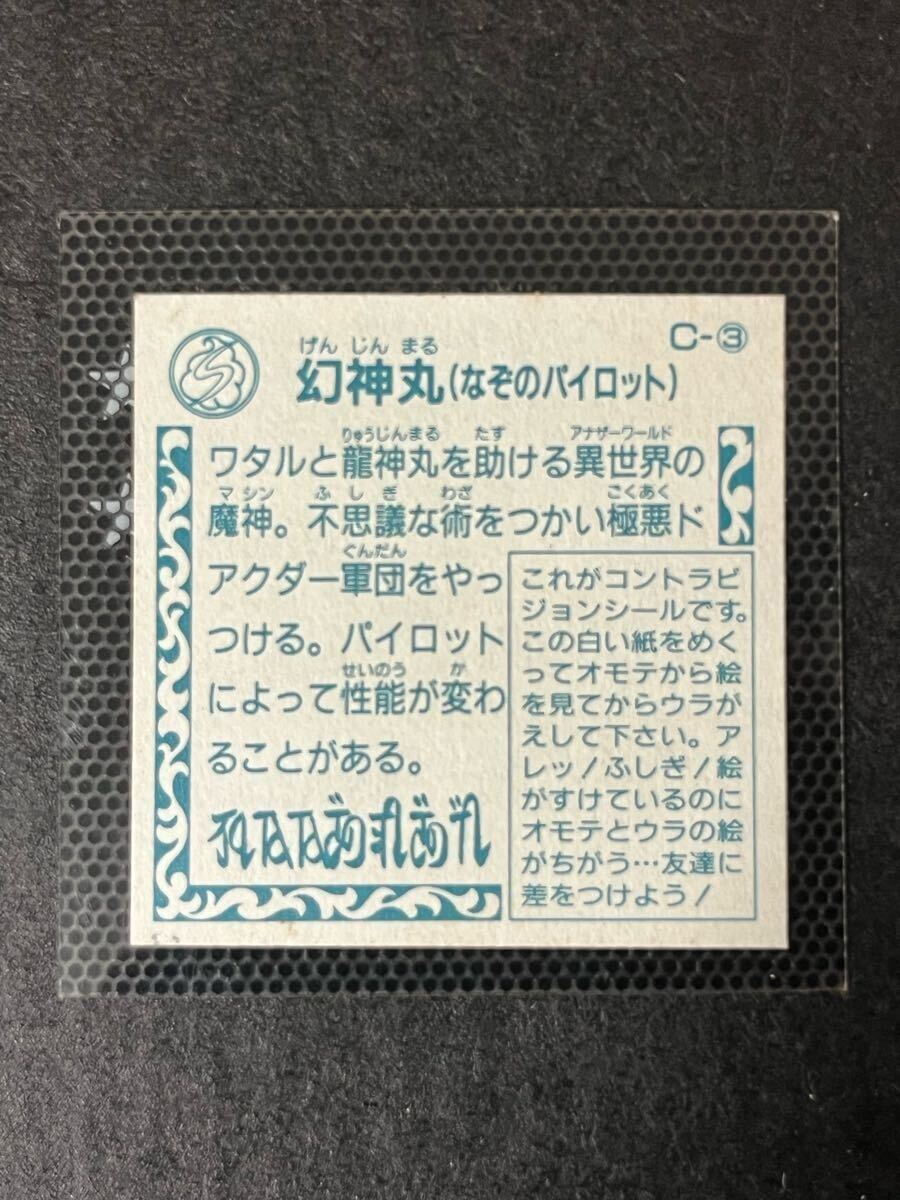 C-③
げんじんまる
幻神丸(なぞのパイロット)
りゅうじんまる たす アナザーワールド
ワタルと龍神丸を助ける異世界の
マシン ふしぎ わざ こくあく
魔神。不思議な術をつかい極悪ド
ぐんだん
アクダー軍団をやっ
つける。パイロット
せいのう か
によって性能が変わ
ることがある。
これがコントラビ
ジョンシールです。
この白い紙をめく
ってオモテから絵
を見てからウラが
えして下さい。ア
レッ!ふしぎ!絵
がすけているのに
オモテとウラの絵
がちがう…友達に
差をつけよう!